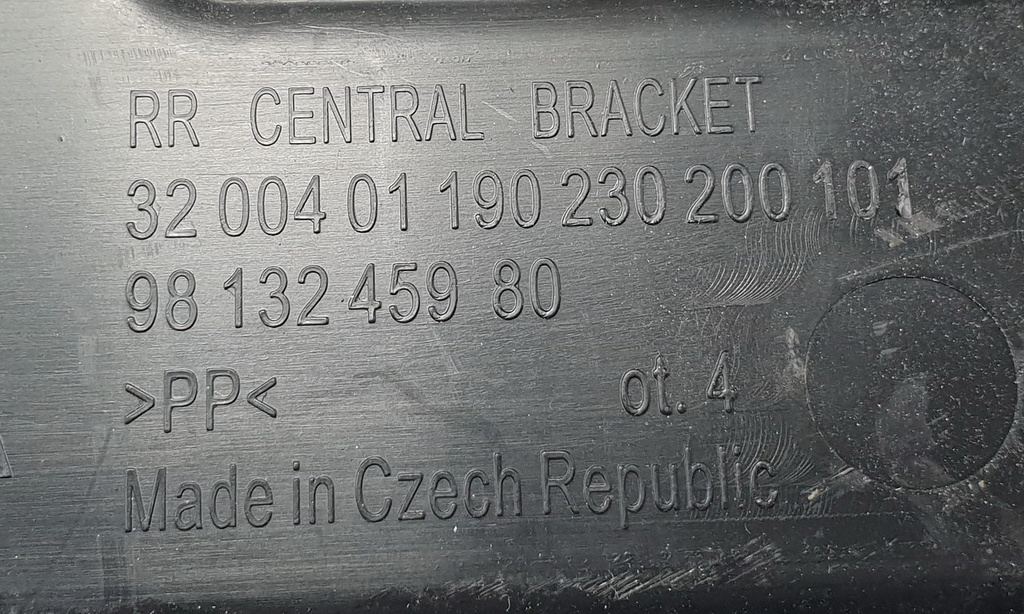 RR CENTRAL BRACKET
32 004 01 190 230 200 101
98 132 459 80
>PP< ot. 4
Made in Czech Republic